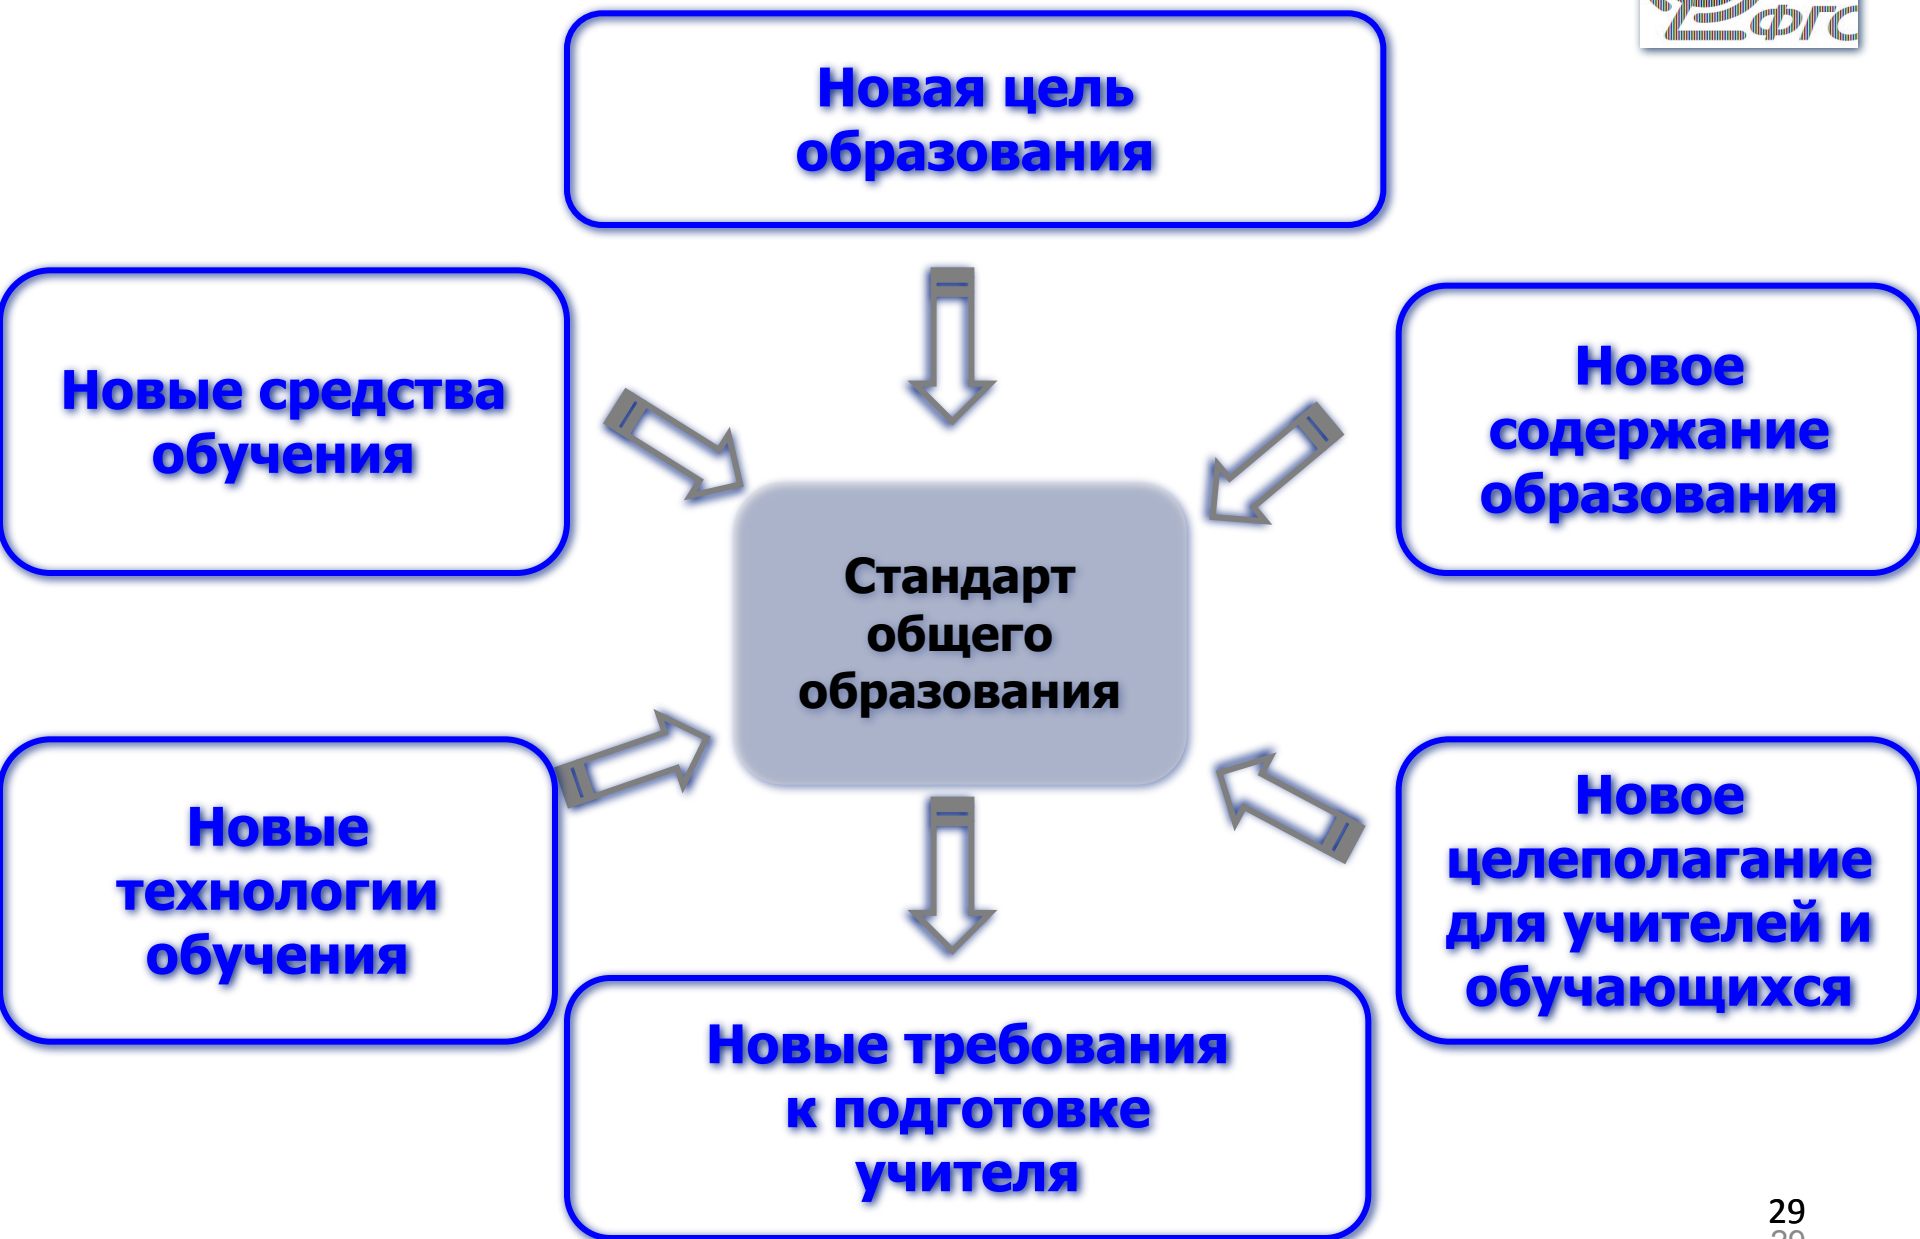 ФГС
Новая цель
образования
Новые средства
обучения
Новое
содержание
образования
Стандарт
общего
образования
Новые
технологии
обучения
Новое
целеполагание
для учителей и
обучающихся
Новые требования
к подготовке
учителя
29